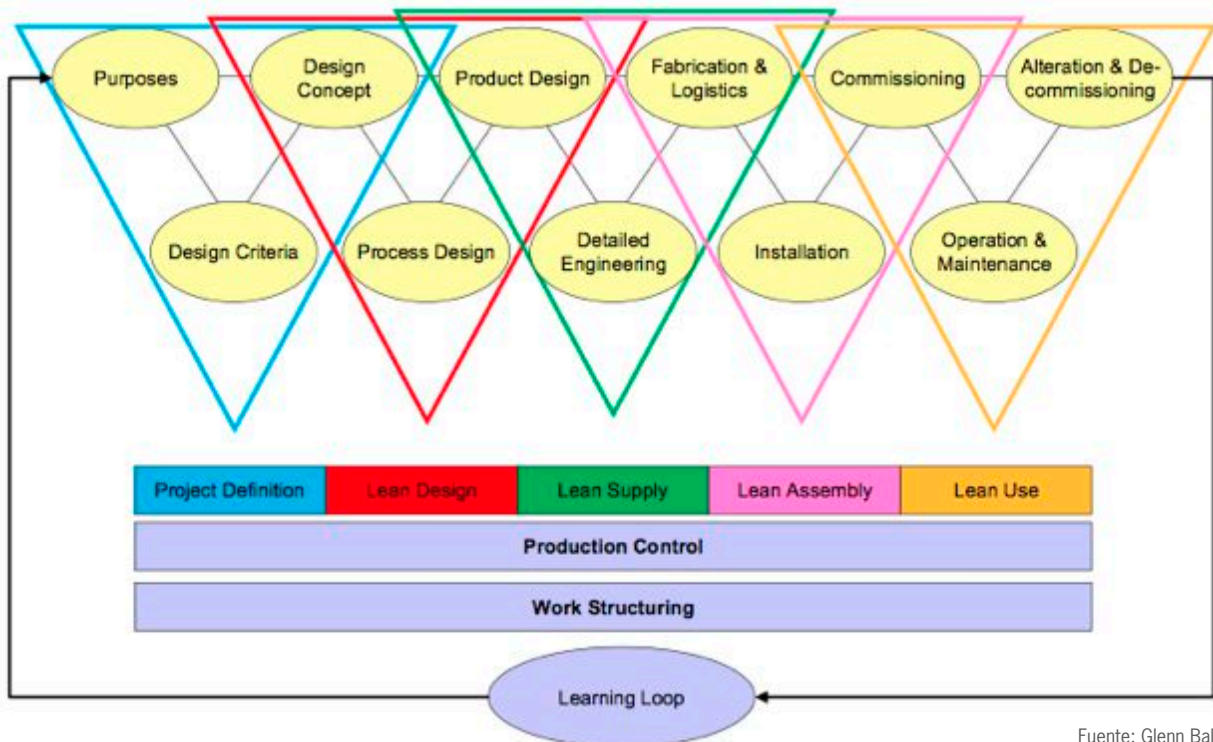 Purposes
Design
Concept
Product Design
Fabrication &
Logistics
Commissioning
Alteration & De-
commissioning
Design Criteria
Process Design
Detailed
Engineering
Installation
Operation &
Maintenance
Project Definition
Lean Design
Lean Supply
Lean Assembly
Lean Use
Production Control
Work Structuring
Learning Loop
Fuente: Glenn Bal